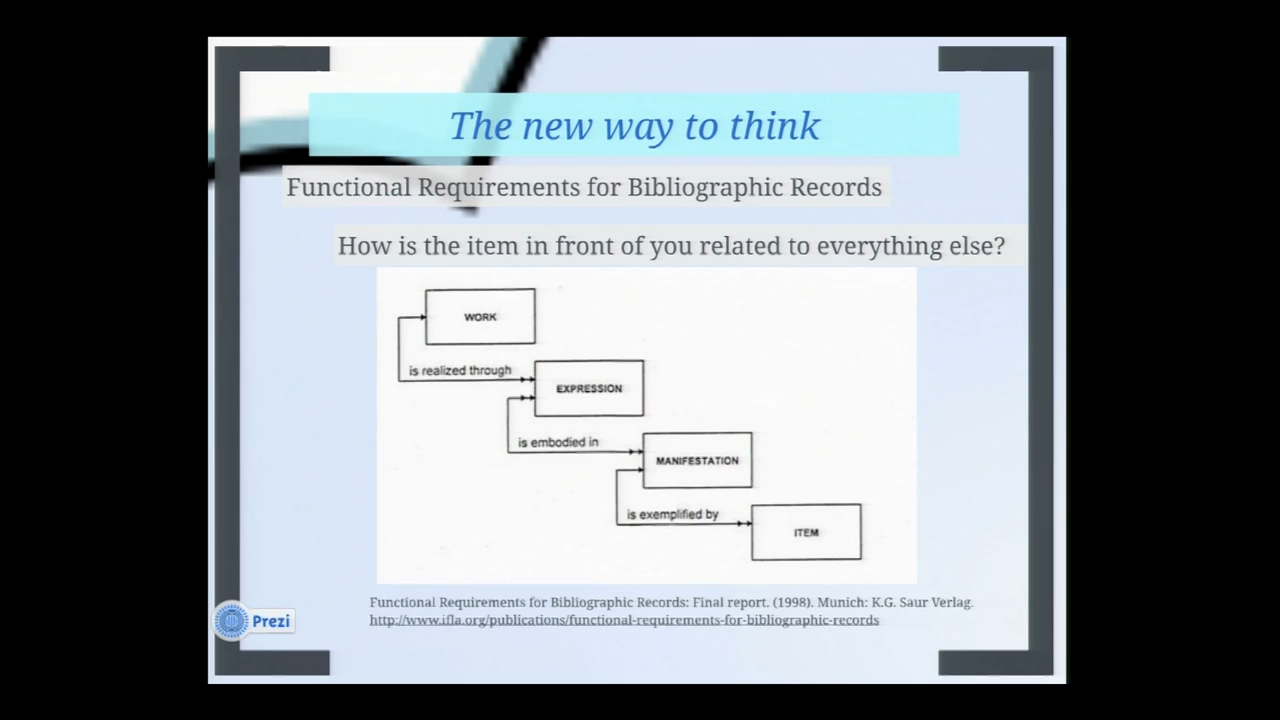 The new way to think
Functional Requirements for Bibliographic Records
How is the item in front of you related to everything else?
WORK
is realized through
EXPRESSION
is embodied in
MANIFESTATION
is exemplified by
ITEM
Functional Requirements for Bibliographic Records: Final report. (1998). Munich: K.G. Saur Verlag.
http://www.ifla.org/publications/functional-requirements-for-bibliographic-records
Prezi